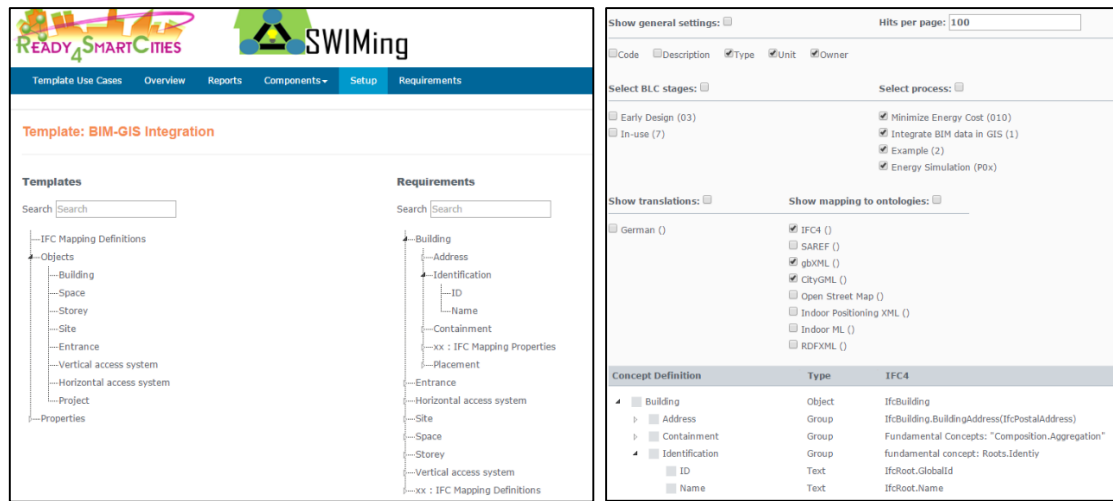 READY4SMARTCITIES
SWIMing
Template Use Cases Overview Reports Components Setup Requirements
Template: BIM-GIS Integration
Templates
Search Search
IFC Mapping Definitions
Objects
Building
Space
Storey
Site
Entrance
Vertical access system
Horizontal access system
Project
Properties
Requirements
Search Search
Building
Address
Identification
ID
Name
Containment
xx : IFC Mapping Properties
Placement
Entrance
Horizontal access system
Site
Space
Storey
Vertical access system
xx : IFC Mapping Definitions
Show general settings: Hits per page: 100
Code Description Type Unit Owner
Select BLC stages: Select process:
Early Design (03) Minimize Energy Cost (010)
In-use (7) Integrate BIM data in GIS (1)
Example (2)
Energy Simulation (P0x)
Show translations: Show mapping to ontologies:
German () IFC4 ()
SAREF ()
gbXML ()
CityGML ()
Open Street Map ()
Indoor Positioning XML ()
Indoor ML ()
RDFXML ()
Concept Definition Type IFC4
Building Object IfcBuilding
Address Group IfcBuilding.BuildingAddress(IfcPostalAddress)
Containment Group Fundamental Concepts: "Composition.Aggregation"
Identification Group fundamental concept: Roots.Identiy
ID Text IfcRoot.GlobalId
Name Text IfcRoot.Name